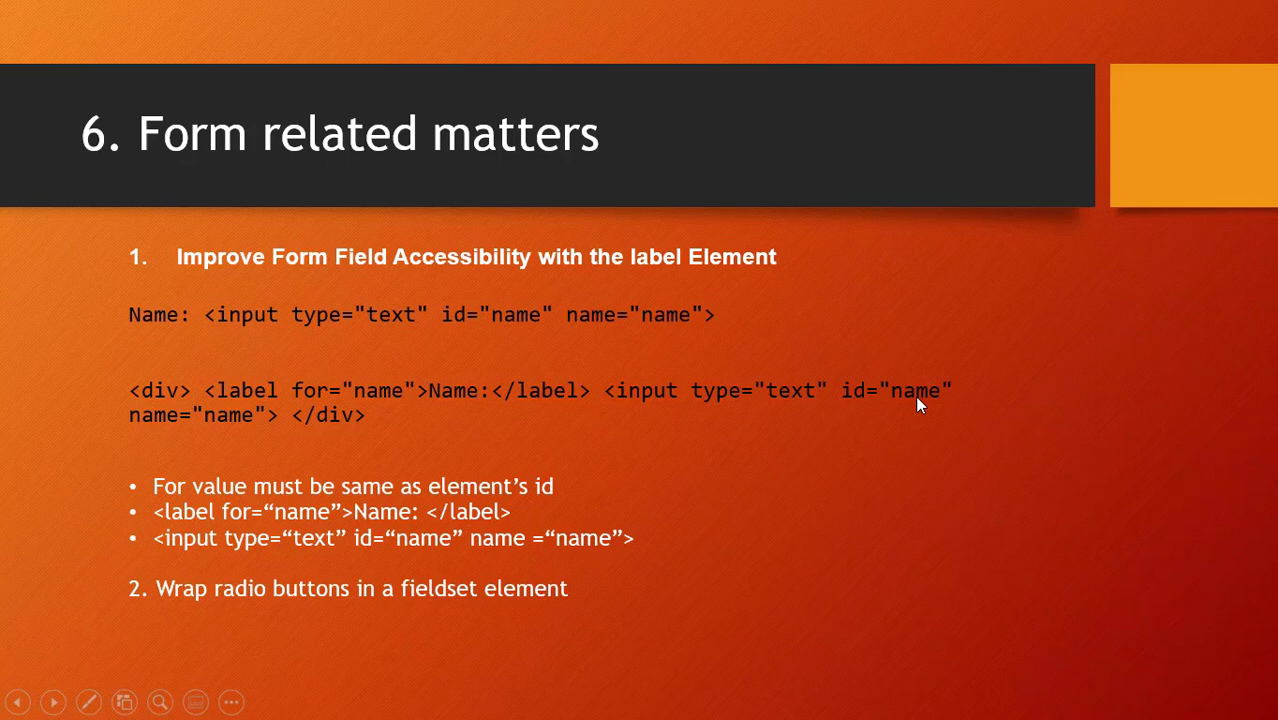 6. Form related matters
1. Improve Form Field Accessibility with the label Element
Name: <input type="text" id="name" name="name">
<div> <label for="name">Name:</label> <input type="text" id="name"
name="name"> </div>
• For value must be same as element’s id
• <label for=“name”>Name: </label>
• <input type=“text” id=“name” name =“name”>
2. Wrap radio buttons in a fieldset element